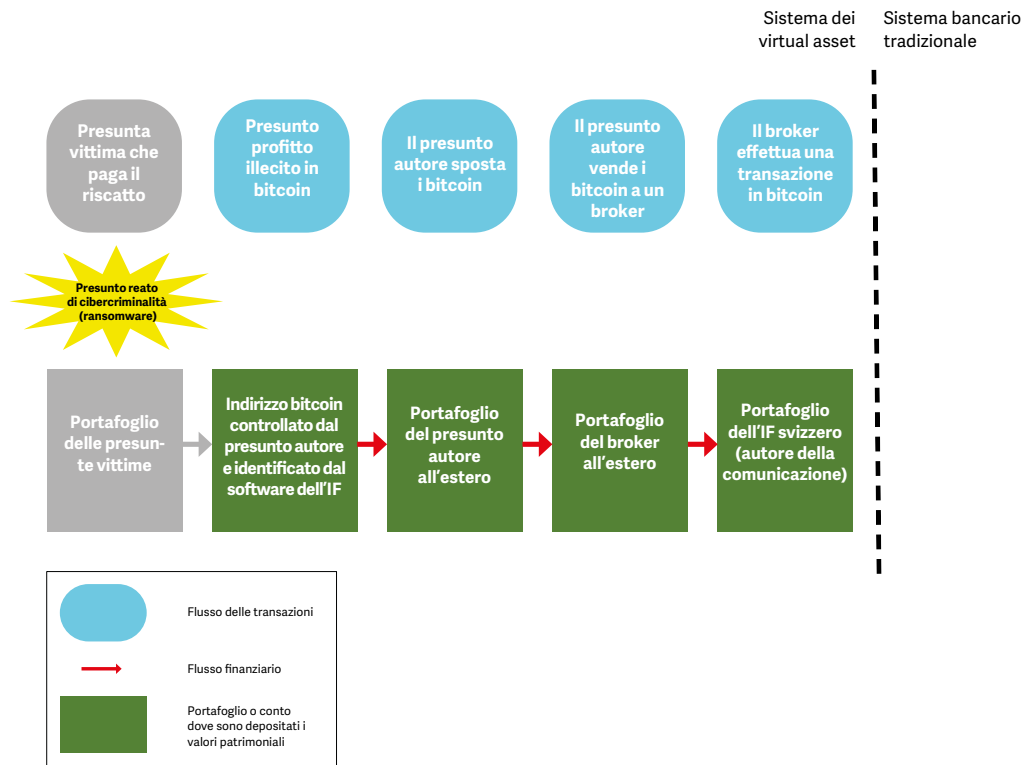 Sistema dei
virtual asset
Sistema bancario
tradizionale
Presunta
vittima che
paga il
riscatto
Presunto
profitto
illecito in
bitcoin
Il presunto
autore sposta
i bitcoin
Il presunto
autore
vende i
bitcoin a un
broker
Il broker
effettua una
transazione
in bitcoin
Presunto reato
di cibercriminalità
(ransomware)
Portafoglio
delle presun-
te vittime
Indirizzo bitcoin
controllato dal
presunto autore
e identificato dal
software dell'IF
Portafoglio
del presunto
autore
all'estero
Portafoglio
del broker
all'estero
Portafoglio
dell'IF svizzero
(autore della
comunicazione)
Flusso delle transazioni
Flusso finanziario
Portafoglio o conto
dove sono depositati i
valori patrimoniali